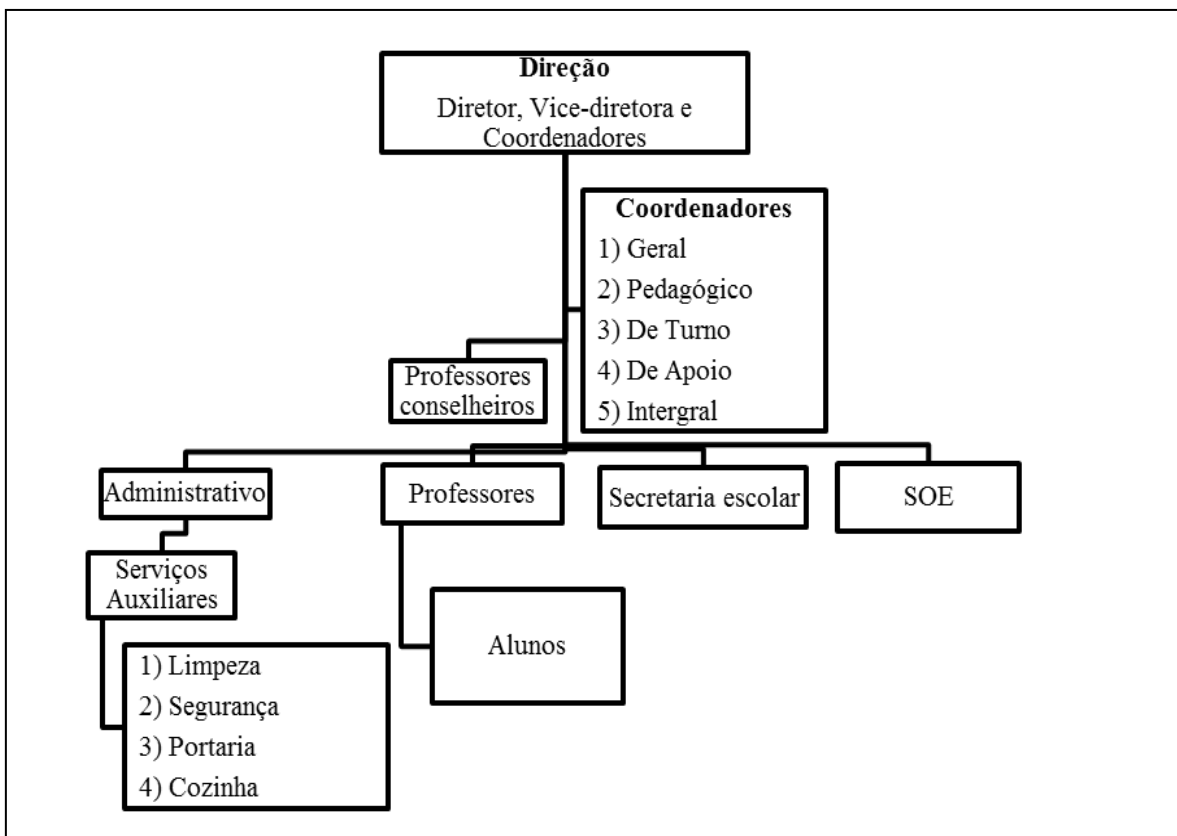 Direção
Diretor, Vice-diretora e
Coordenadores
Coordenadores
1) Geral
2) Pedagógico
3) De Turno
4) De Apoio
5) Intergral
Professores
conselheiros
Administrativo
Professores
Secretaria escolar
SOE
Serviços
Auxiliares
Alunos
1) Limpeza
2) Segurança
3) Portaria
4) Cozinha